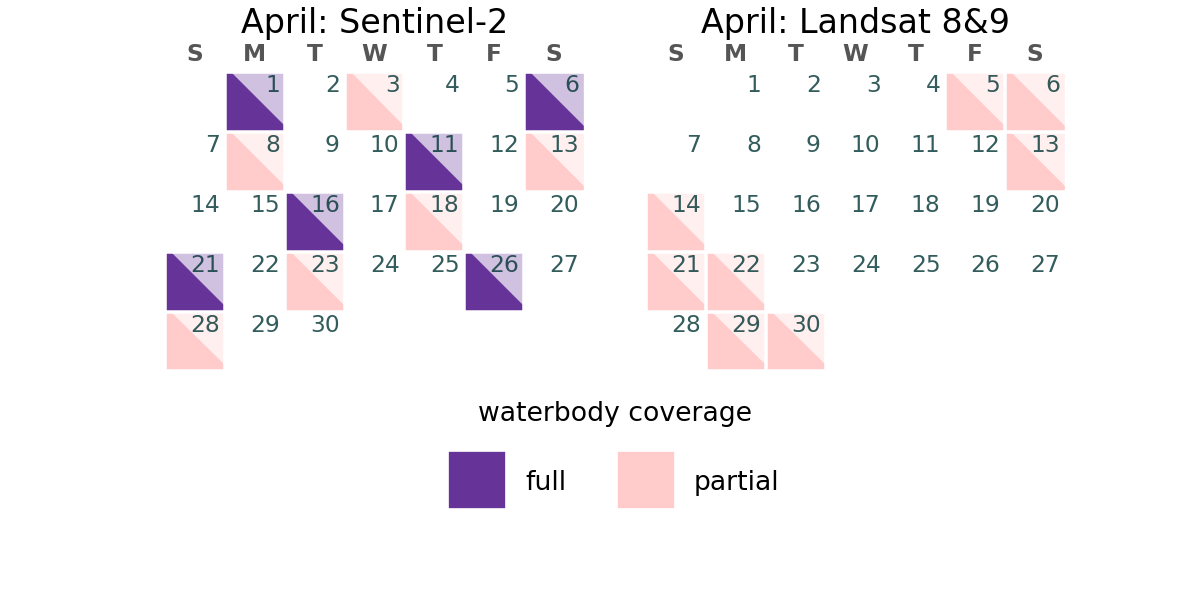 April: Sentinel-2
S M T W T F S
1 2 3 4 5 6
7 8 9 10 11 12 13
14 15 16 17 18 19 20
21 22 23 24 25 26 27
28 29 30
April: Landsat 8&9
S M T W T F S
1 2 3 4 5 6
7 8 9 10 11 12 13
14 15 16 17 18 19 20
21 22 23 24 25 26 27
28 29 30
waterbody coverage
full partial